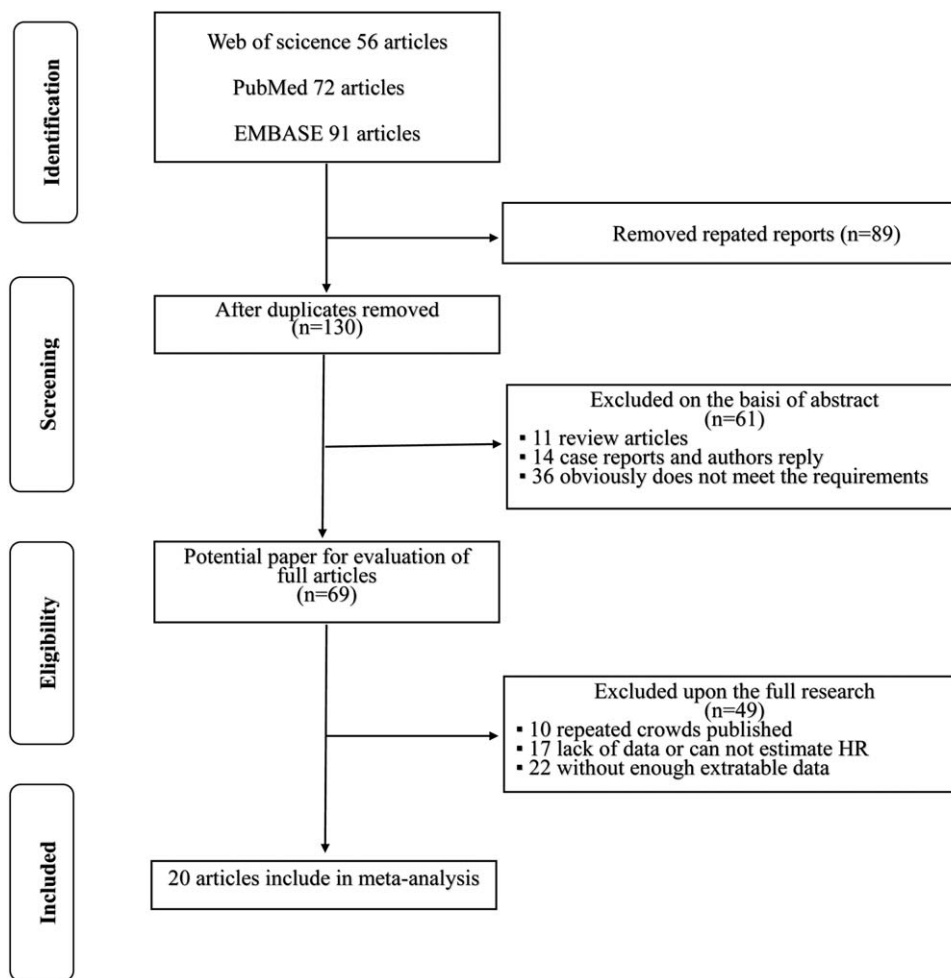 Identification
Web of scicence 56 articles
PubMed 72 articles
EMBASE 91 articles
Removed repated reports (n=89)
Screening
After duplicates removed
(n=130)
Excluded on the baisi of abstract
(n=61)
▪ 11 review articles
▪ 14 case reports and authors reply
▪ 36 obviously does not meet the requirements
Eligibility
Potential paper for evaluation of
full articles
(n=69)
Excluded upon the full research
(n=49)
▪ 10 repeated crowds published
▪ 17 lack of data or can not estimate HR
▪ 22 without enough extratable data
Included
20 articles include in meta-analysis